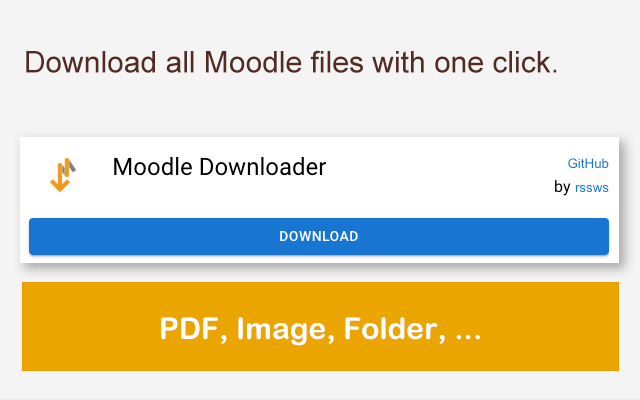 Download all Moodle files with one click.
Moodle Downloader
GitHub
by rssws
DOWNLOAD
PDF, Image, Folder, ...